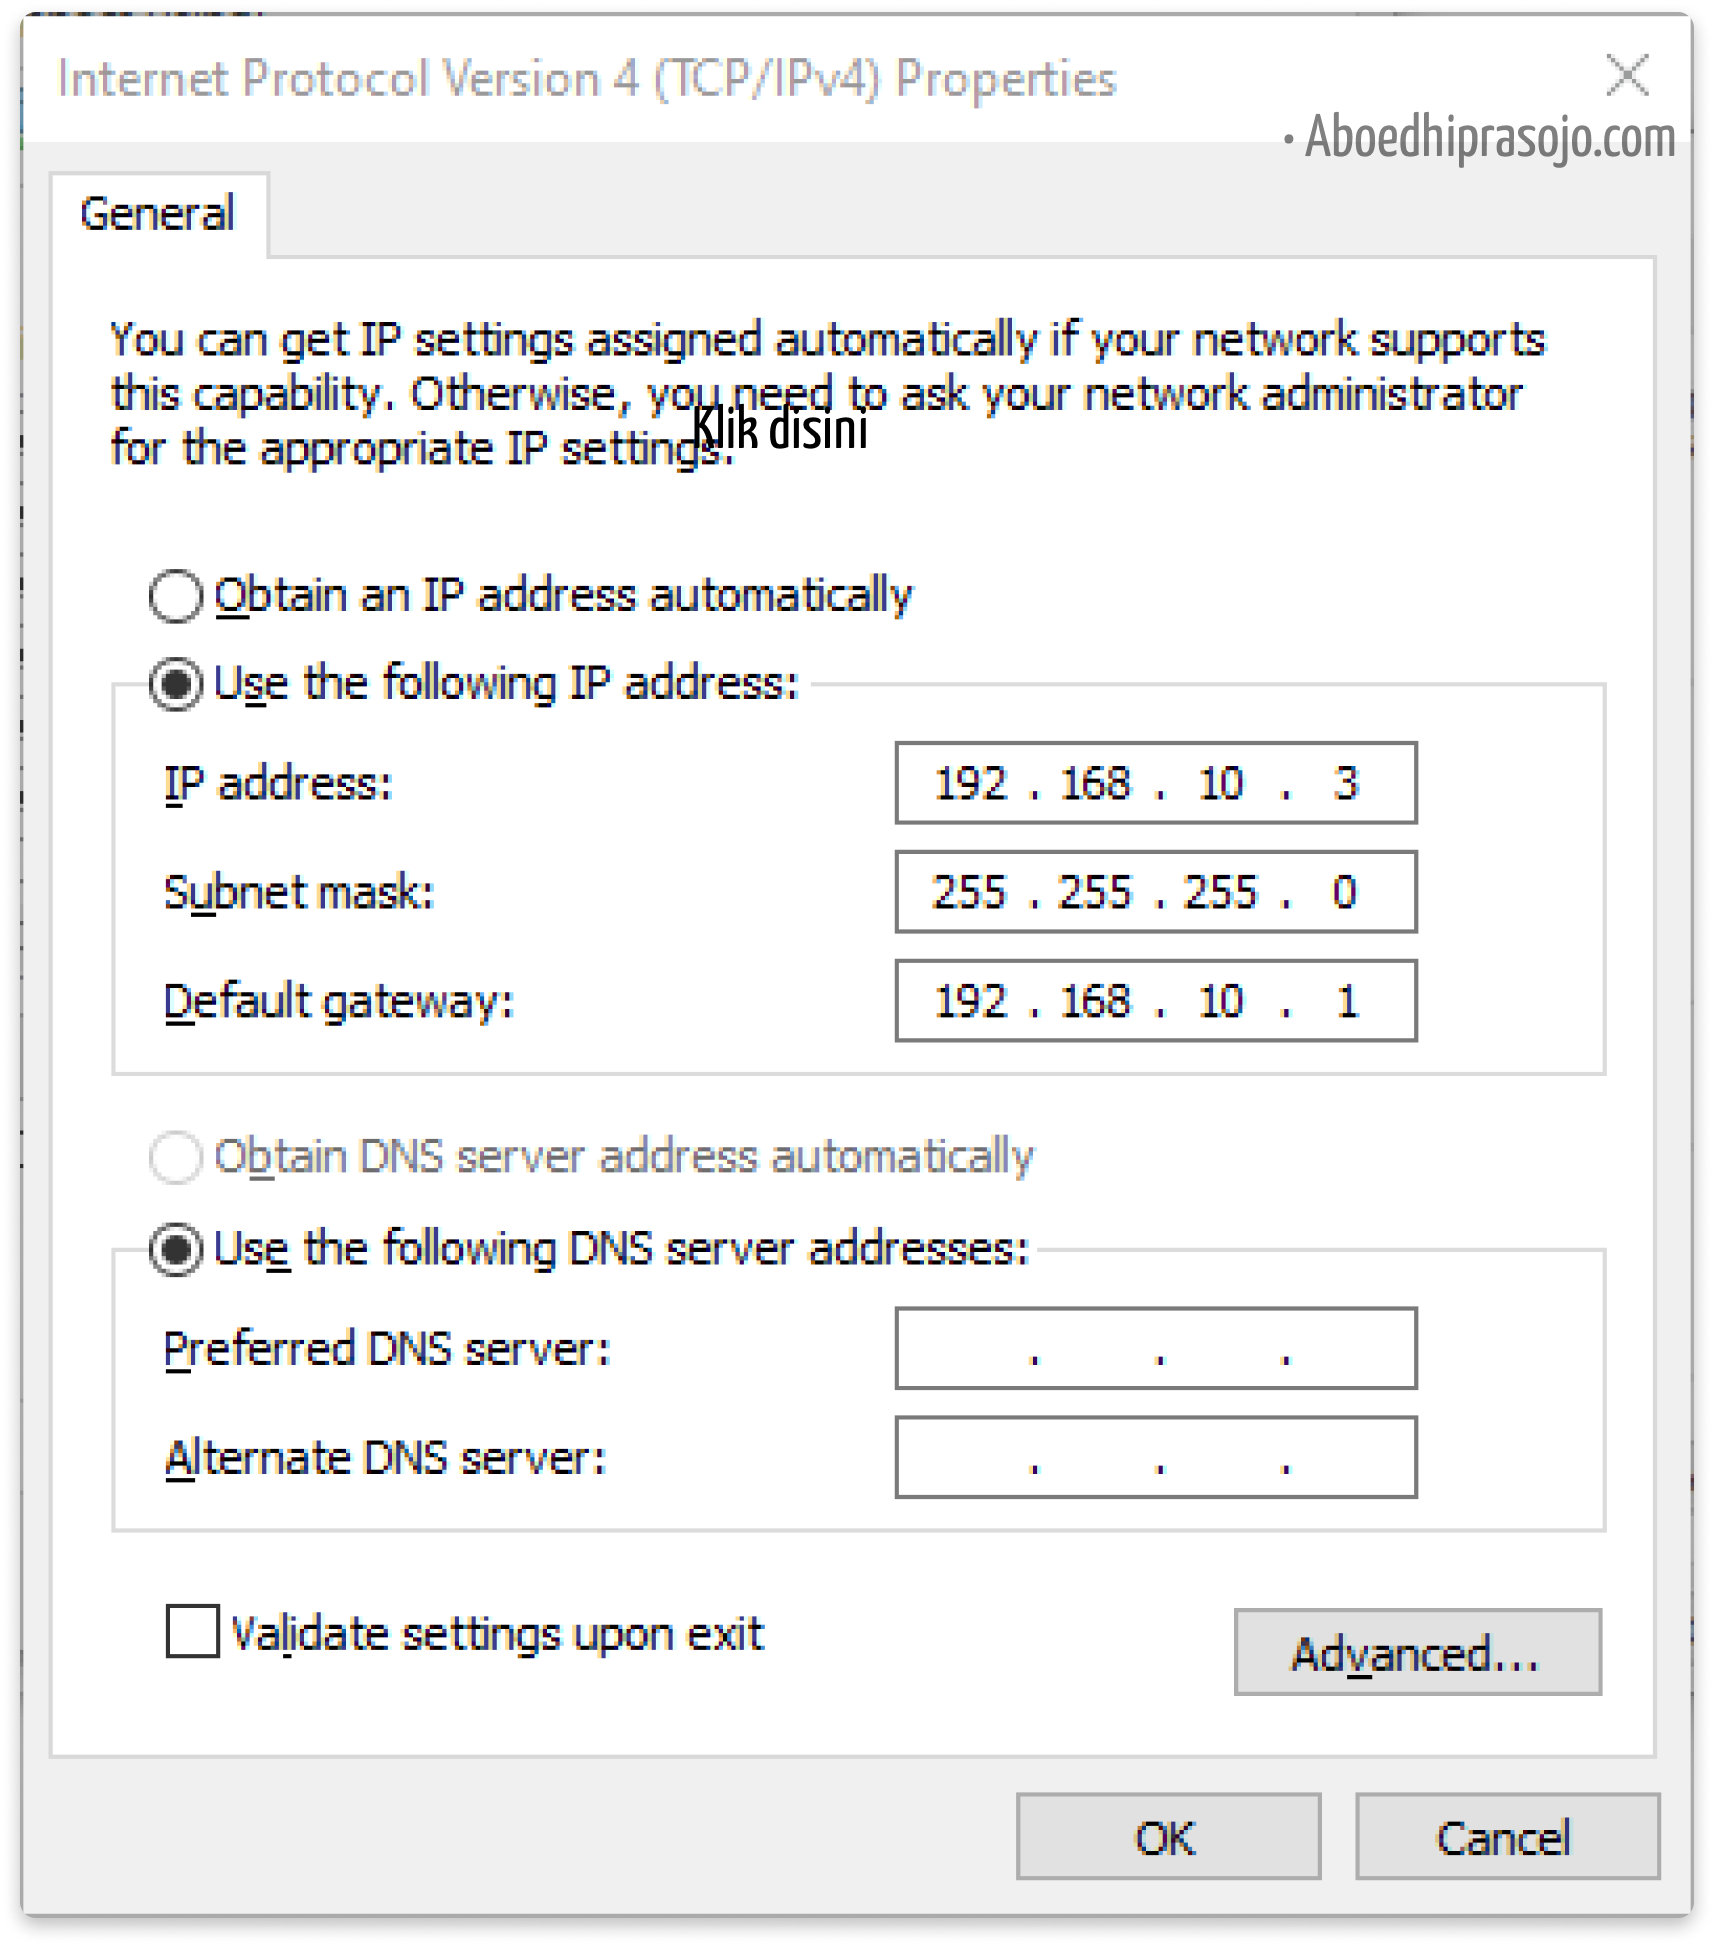 Internet Protocol Version 4 (TCP/IPv4) Properties
• Aboedhiprasojo.com
General
You can get IP settings assigned automatically if your network supports
this capability. Otherwise, you need to ask your network administrator
for the appropriate IP settings.
Klik disini
Obtain an IP address automatically
Use the following IP address:
IP address: 192 . 168 . 10 . 3
Subnet mask: 255 . 255 . 255 . 0
Default gateway: 192 . 168 . 10 . 1
Obtain DNS server address automatically
Use the following DNS server addresses:
Preferred DNS server: . . .
Alternate DNS server: . . .
Validate settings upon exit
Advanced...
OK Cancel